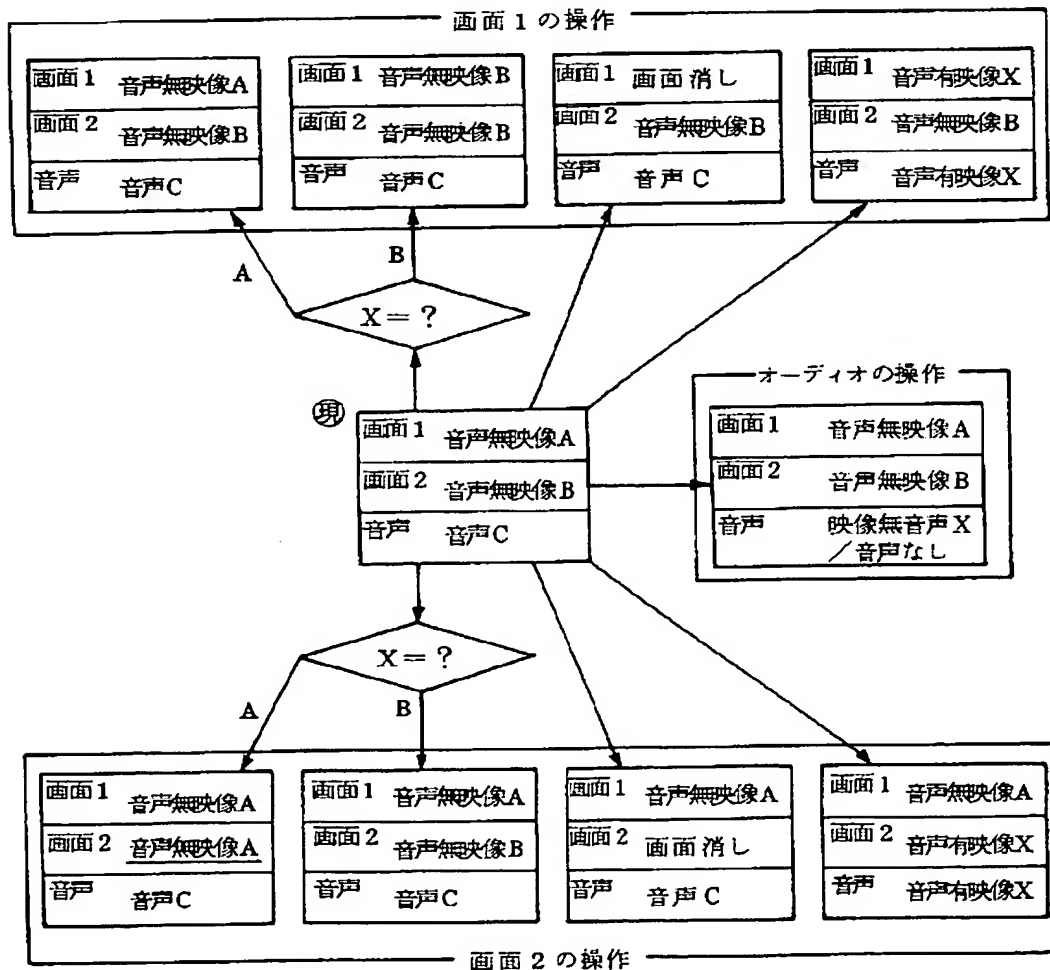 画面1の操作
画面1 音声無映像A
画面2 音声無映像B
音声 音声C
画面1 音声無映像B
画面2 音声無映像B
音声 音声C
画面1 画面消し
画面2 音声無映像B
音声 音声C
画面1 音声有映像X
画面2 音声無映像B
音声 音声有映像X
A
B
X=?
現
画面1 音声無映像A
画面2 音声無映像B
音声 音声C
オーディオの操作
画面1 音声無映像A
画面2 音声無映像B
音声 映像無音声X
/音声なし
X=?
A
B
画面1 音声無映像A
画面2 音声無映像A
音声 音声C
画面1 音声無映像A
画面2 音声無映像B
音声 音声C
画面1 音声無映像A
画面2 画面消し
音声 音声C
画面1 音声無映像A
画面2 音声有映像X
音声 音声有映像X
画面2の操作